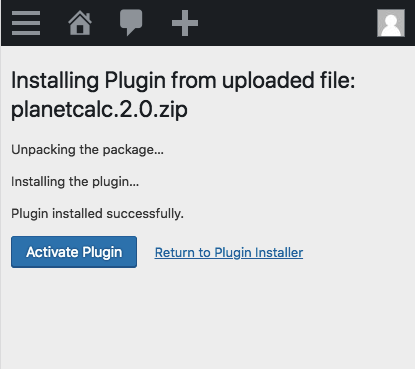 Installing Plugin from uploaded file:
planetcalc.2.0.zip
Unpacking the package...
Installing the plugin...
Plugin installed successfully.
Activate Plugin Return to Plugin Installer